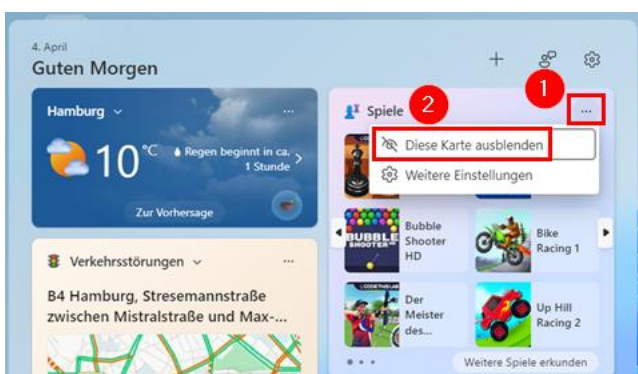 4. April
Guten Morgen
1
Hamburg
10 °C
Regen beginnt in ca.
1 Stunde
Zur Vorhersage
Verkehrsstörungen
B4 Hamburg, Stresemannstraße
zwischen Mistralstraße und Max-...
Spiele
2
Diese Karte ausblenden
Weitere Einstellungen
BUBBLE
SHOOTER
Bubble
Shooter
HD
Bike
Racing 1
Der
Meister
des...
Up Hill
Racing 2
Weitere Spiele erkunden